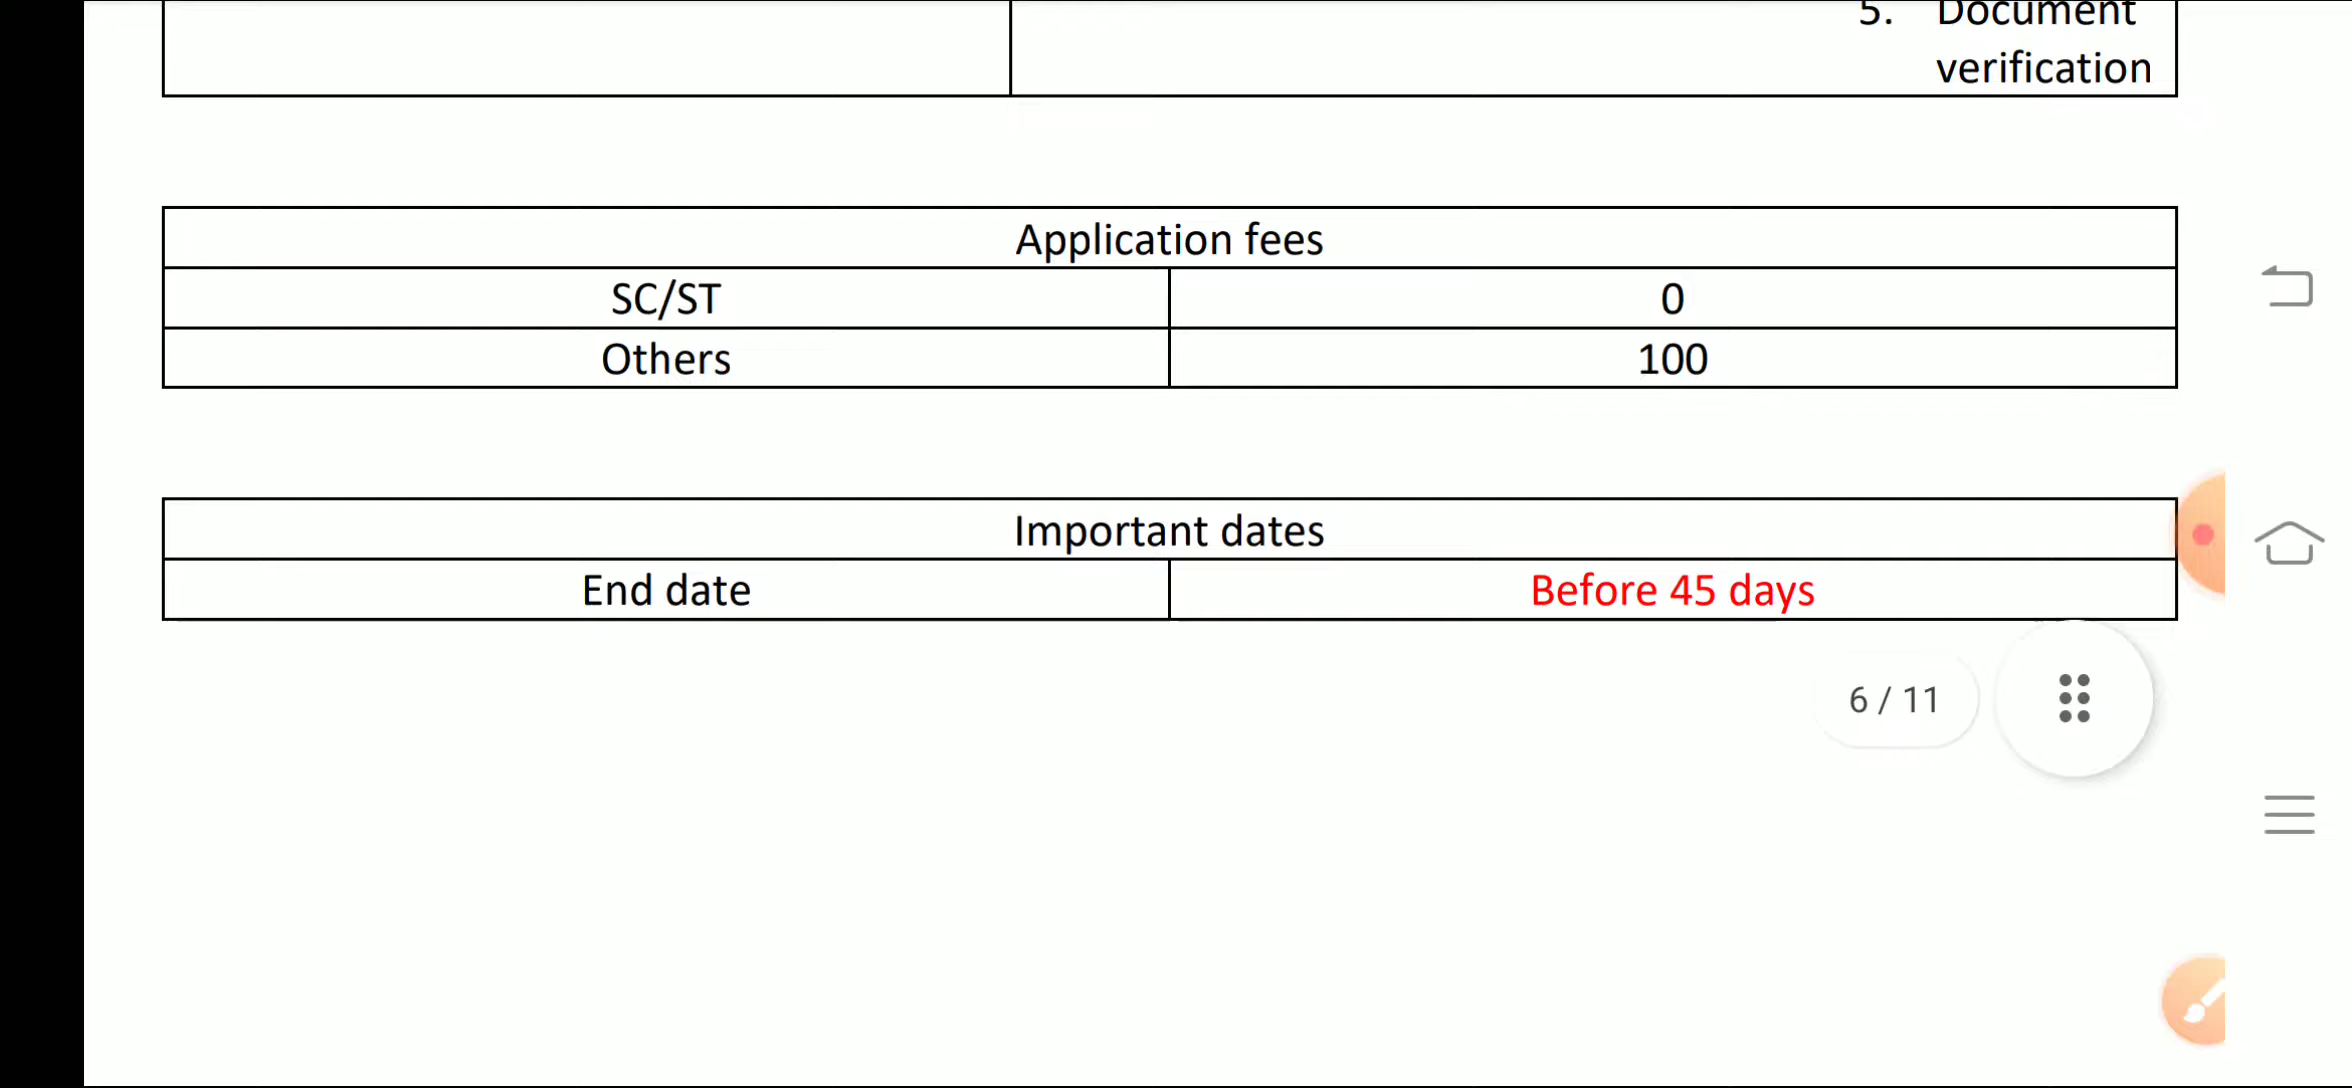 5. Document
verification
Application fees
SC/ST 0
Others 100
Important dates
End date Before 45 days
6 / 11